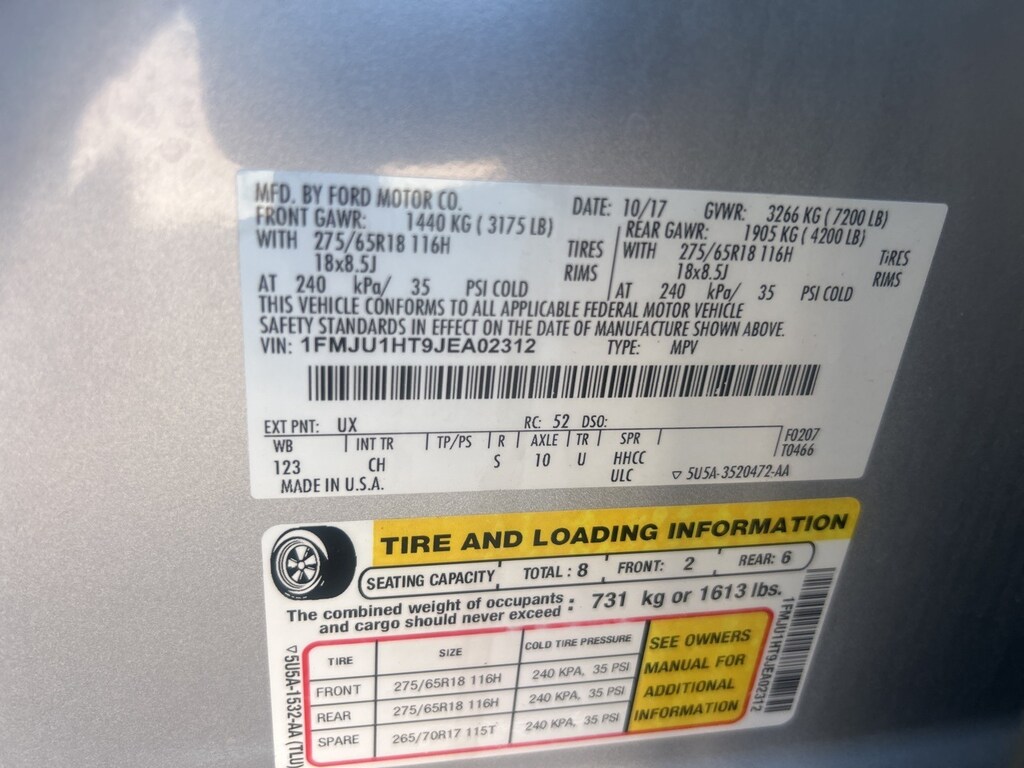 MFD. BY FORD MOTOR CO. DATE: 10/17 GVWR: 3266 KG ( 7200 LB)
FRONT GAWR: 1440 KG ( 3175 LB) REAR GAWR: 1905 KG ( 4200 LB)
WITH 275/65R18 116H TIRES WITH 275/65R18 116H TIRES
18x8.5J RIMS 18x8.5J RIMS
AT 240 kPa/ 35 PSI COLD AT 240 kPa/ 35 PSI COLD
THIS VEHICLE CONFORMS TO ALL APPLICABLE FEDERAL MOTOR VEHICLE
SAFETY STANDARDS IN EFFECT ON THE DATE OF MANUFACTURE SHOWN ABOVE.
VIN: 1FMJU1HT9JEA02312 TYPE: MPV
EXT PNT: UX RC: 52 DSO:
WB INT TR TP/PS R AXLE TR SPR F0207
123 CH S 10 U HHCC T0466
MADE IN U.S.A. ULC ▽ 5U5A-3520472-AA
TIRE AND LOADING INFORMATION
SEATING CAPACITY TOTAL : 8 FRONT: 2 REAR: 6
The combined weight of occupants
and cargo should never exceed : 731 kg or 1613 lbs.
TIRE SIZE COLD TIRE PRESSURE
FRONT 275/65R18 116H 240 KPA, 35 PSI
REAR 275/65R18 116H 240 KPA, 35 PSI
SPARE 265/70R17 115T 240 KPA, 35 PSI
SEE OWNERS
MANUAL FOR
ADDITIONAL
INFORMATION
▽5U5A-1532-AA (TLU)
1FMJU1HT9JEA02312